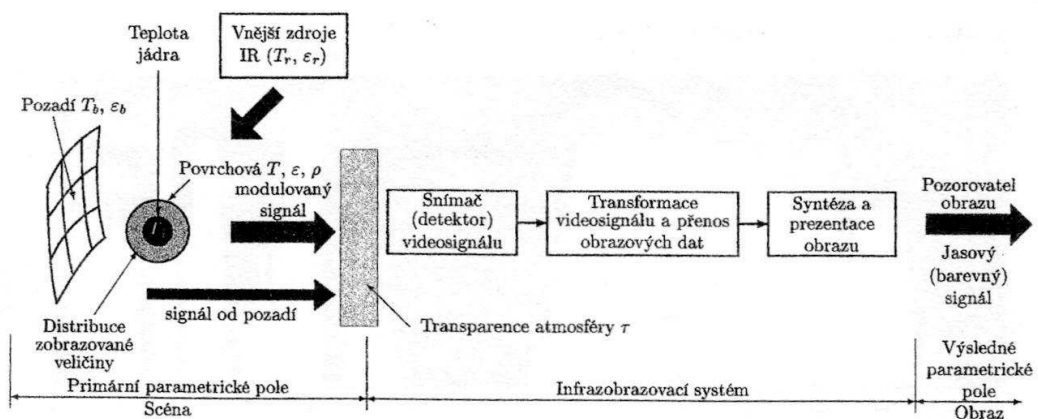 Teplota
jádra
Vnější zdroje
IR (Tᵣ, εᵣ)
Pozadí T_b, ε_b
Povrchová T, ε, ρ
modulovaný
signál
Snímač
(detektor)
videosignálu
Transformace
videosignálu a přenos
obrazových dat
Syntéza a
prezentace
obrazu
Pozorovatel
obrazu
Jasový
(barevný)
signál
signál od pozadí
Transparence atmosféry τ
Distribuce
zobrazované
veličiny
Primární parametrické pole
Scéna
Infrazobrazovací systém
Výsledné
parametrické
pole
Obraz